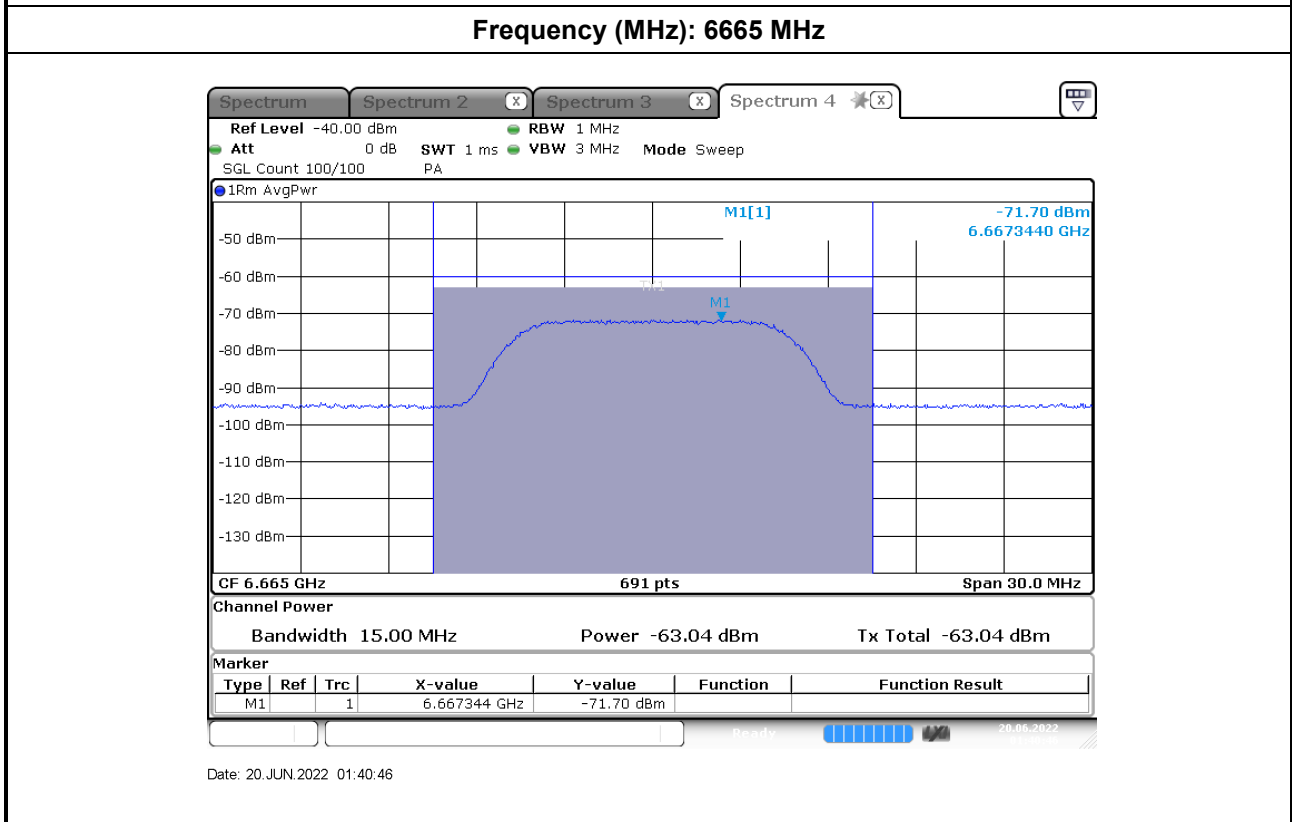 Frequency (MHz): 6665 MHz
Spectrum Spectrum 2 X Spectrum 3 X Spectrum 4 X
Ref Level -40.00 dBm RBW 1 MHz
Att 0 dB SWT 1 ms VBW 3 MHz Mode Sweep
SGL Count 100/100 PA
1Rm AvgPwr
M1[1] -71.70 dBm
6.6673440 GHz
-50 dBm
-60 dBm
TX1
M1
-70 dBm
-80 dBm
-90 dBm
-100 dBm
-110 dBm
-120 dBm
-130 dBm
CF 6.665 GHz 691 pts Span 30.0 MHz
Channel Power
Bandwidth 15.00 MHz Power -63.04 dBm Tx Total -63.04 dBm
Marker
Type Ref Trc X-value Y-value Function Function Result
M1 1 6.667344 GHz -71.70 dBm
Ready 20.06.2022
Date: 20.JUN.2022 01:40:46